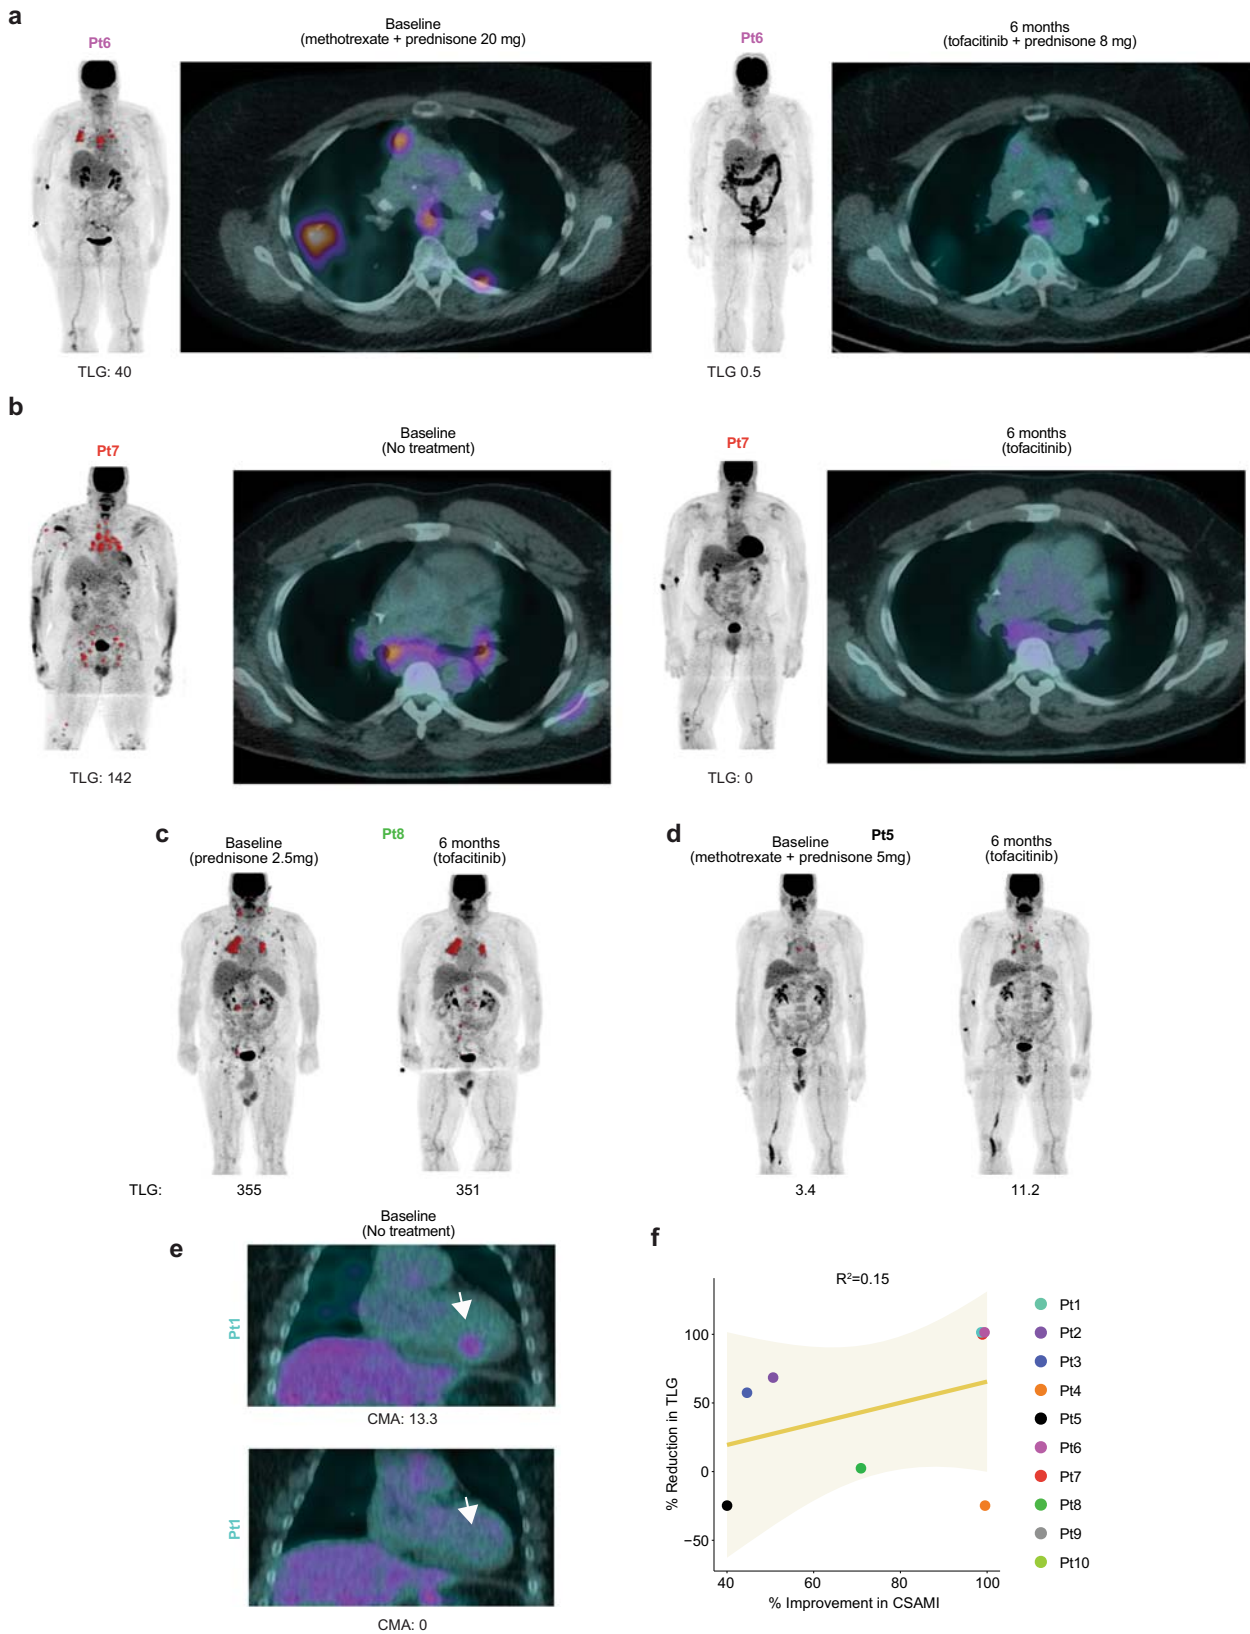 a
Baseline
(methotrexate + prednisone 20 mg)
6 months
(tofacitinib + prednisone 8 mg)
Pt6
Pt6
TLG: 40
TLG 0.5
b
Baseline
(No treatment)
6 months
(tofacitinib)
Pt7
Pt7
TLG: 142
TLG: 0
c
Pt8
Baseline
(prednisone 2.5mg)
6 months
(tofacitinib)
d
Pt5
Baseline
(methotrexate + prednisone 5mg)
6 months
(tofacitinib)
TLG:
355
351
3.4
11.2
e
Baseline
(No treatment)
Pt1
CMA: 13.3
Pt1
CMA: 0
f
R²=0.15
% Reduction in TLG
100
50
0
−50
40
60
80
100
% Improvement in CSAMI
Pt1
Pt2
Pt3
Pt4
Pt5
Pt6
Pt7
Pt8
Pt9
Pt10